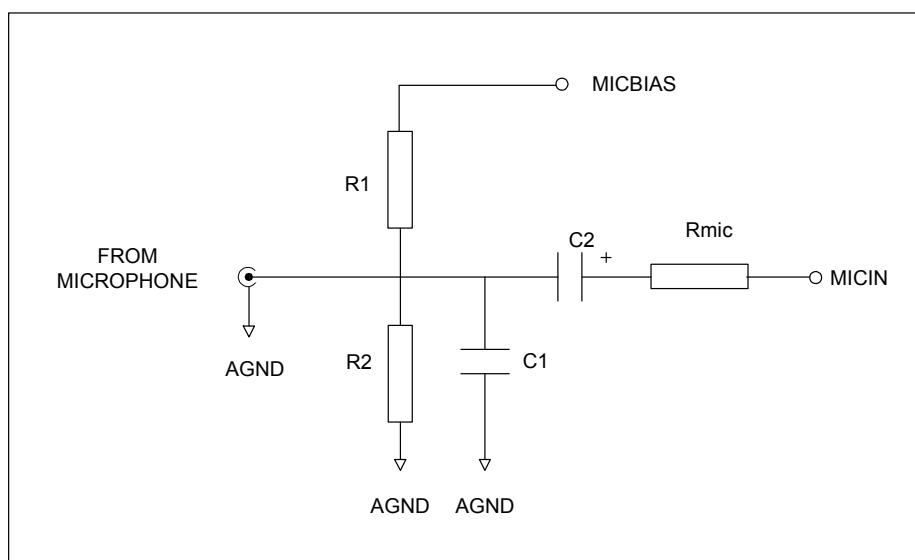 MICBIAS
R1
Rmic
C2
+
FROM
MICROPHONE
MICIN
AGND
R2
C1
AGND
AGND